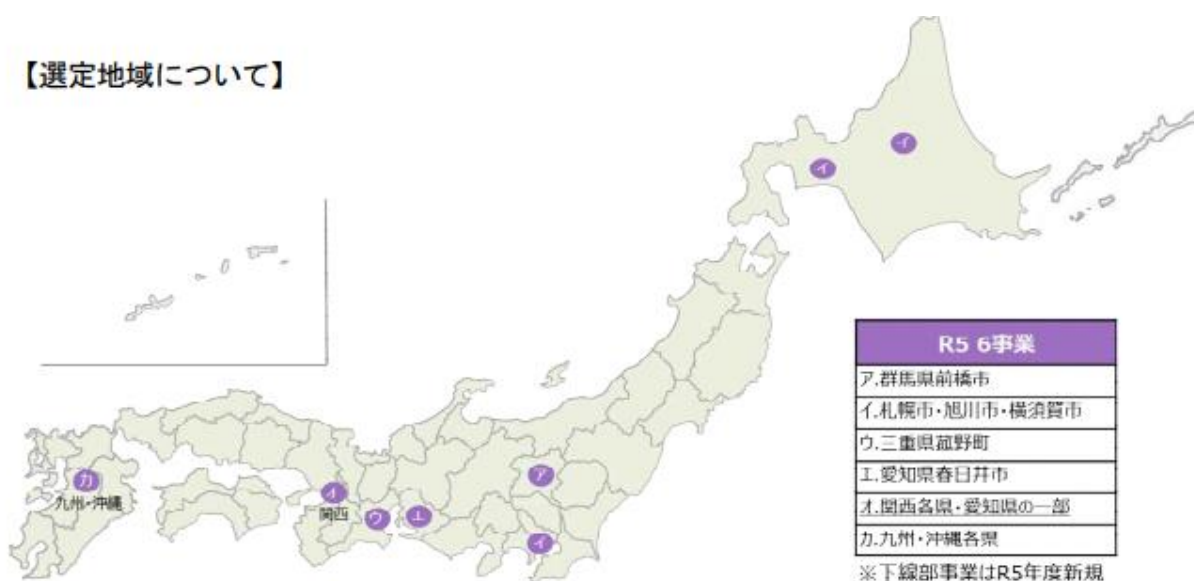 【選定地域について】
イ
イ
カ
九州・沖縄
オ
関西
ウ
エ
ア
イ
R5 6事業
ア.群馬県前橋市
イ.札幌市・旭川市・横須賀市
ウ.三重県菰野町
エ.愛知県春日井市
オ.関西各県・愛知県の一部
カ.九州・沖縄各県
※下線部事業はR5年度新規